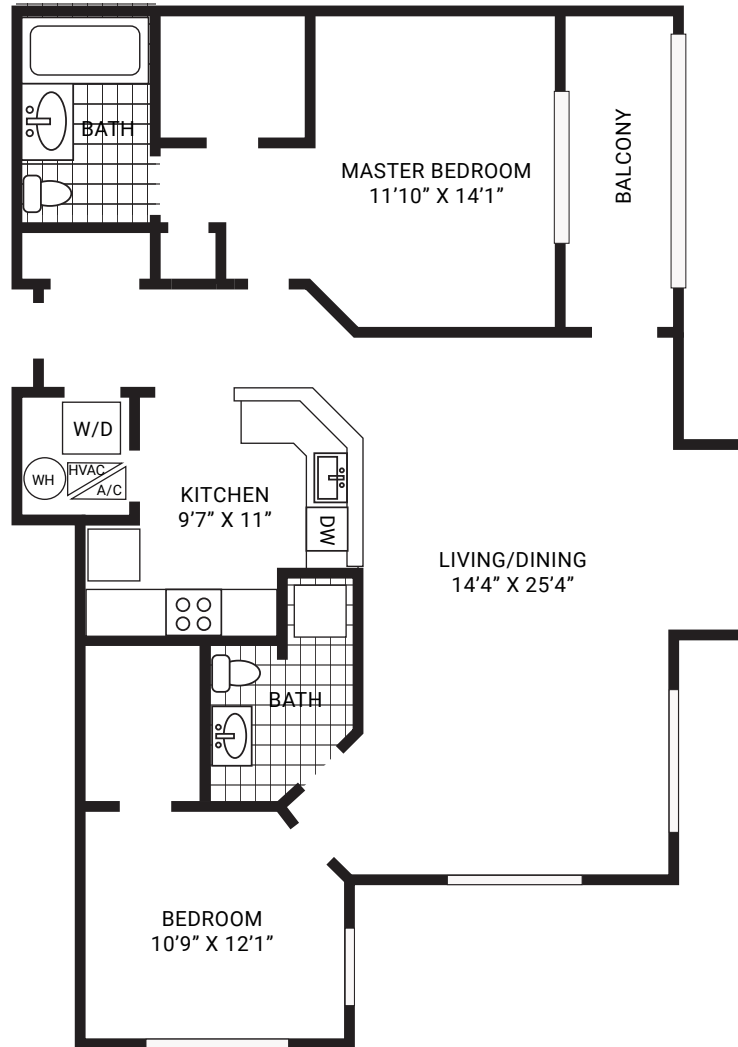 BATH
MASTER BEDROOM
11’10” X 14’1”
BALCONY
W/D
WH
HVAC
A/C
KITCHEN
9’7” X 11”
DW
LIVING/DINING
14’4” X 25’4”
BATH
BEDROOM
10’9” X 12’1”